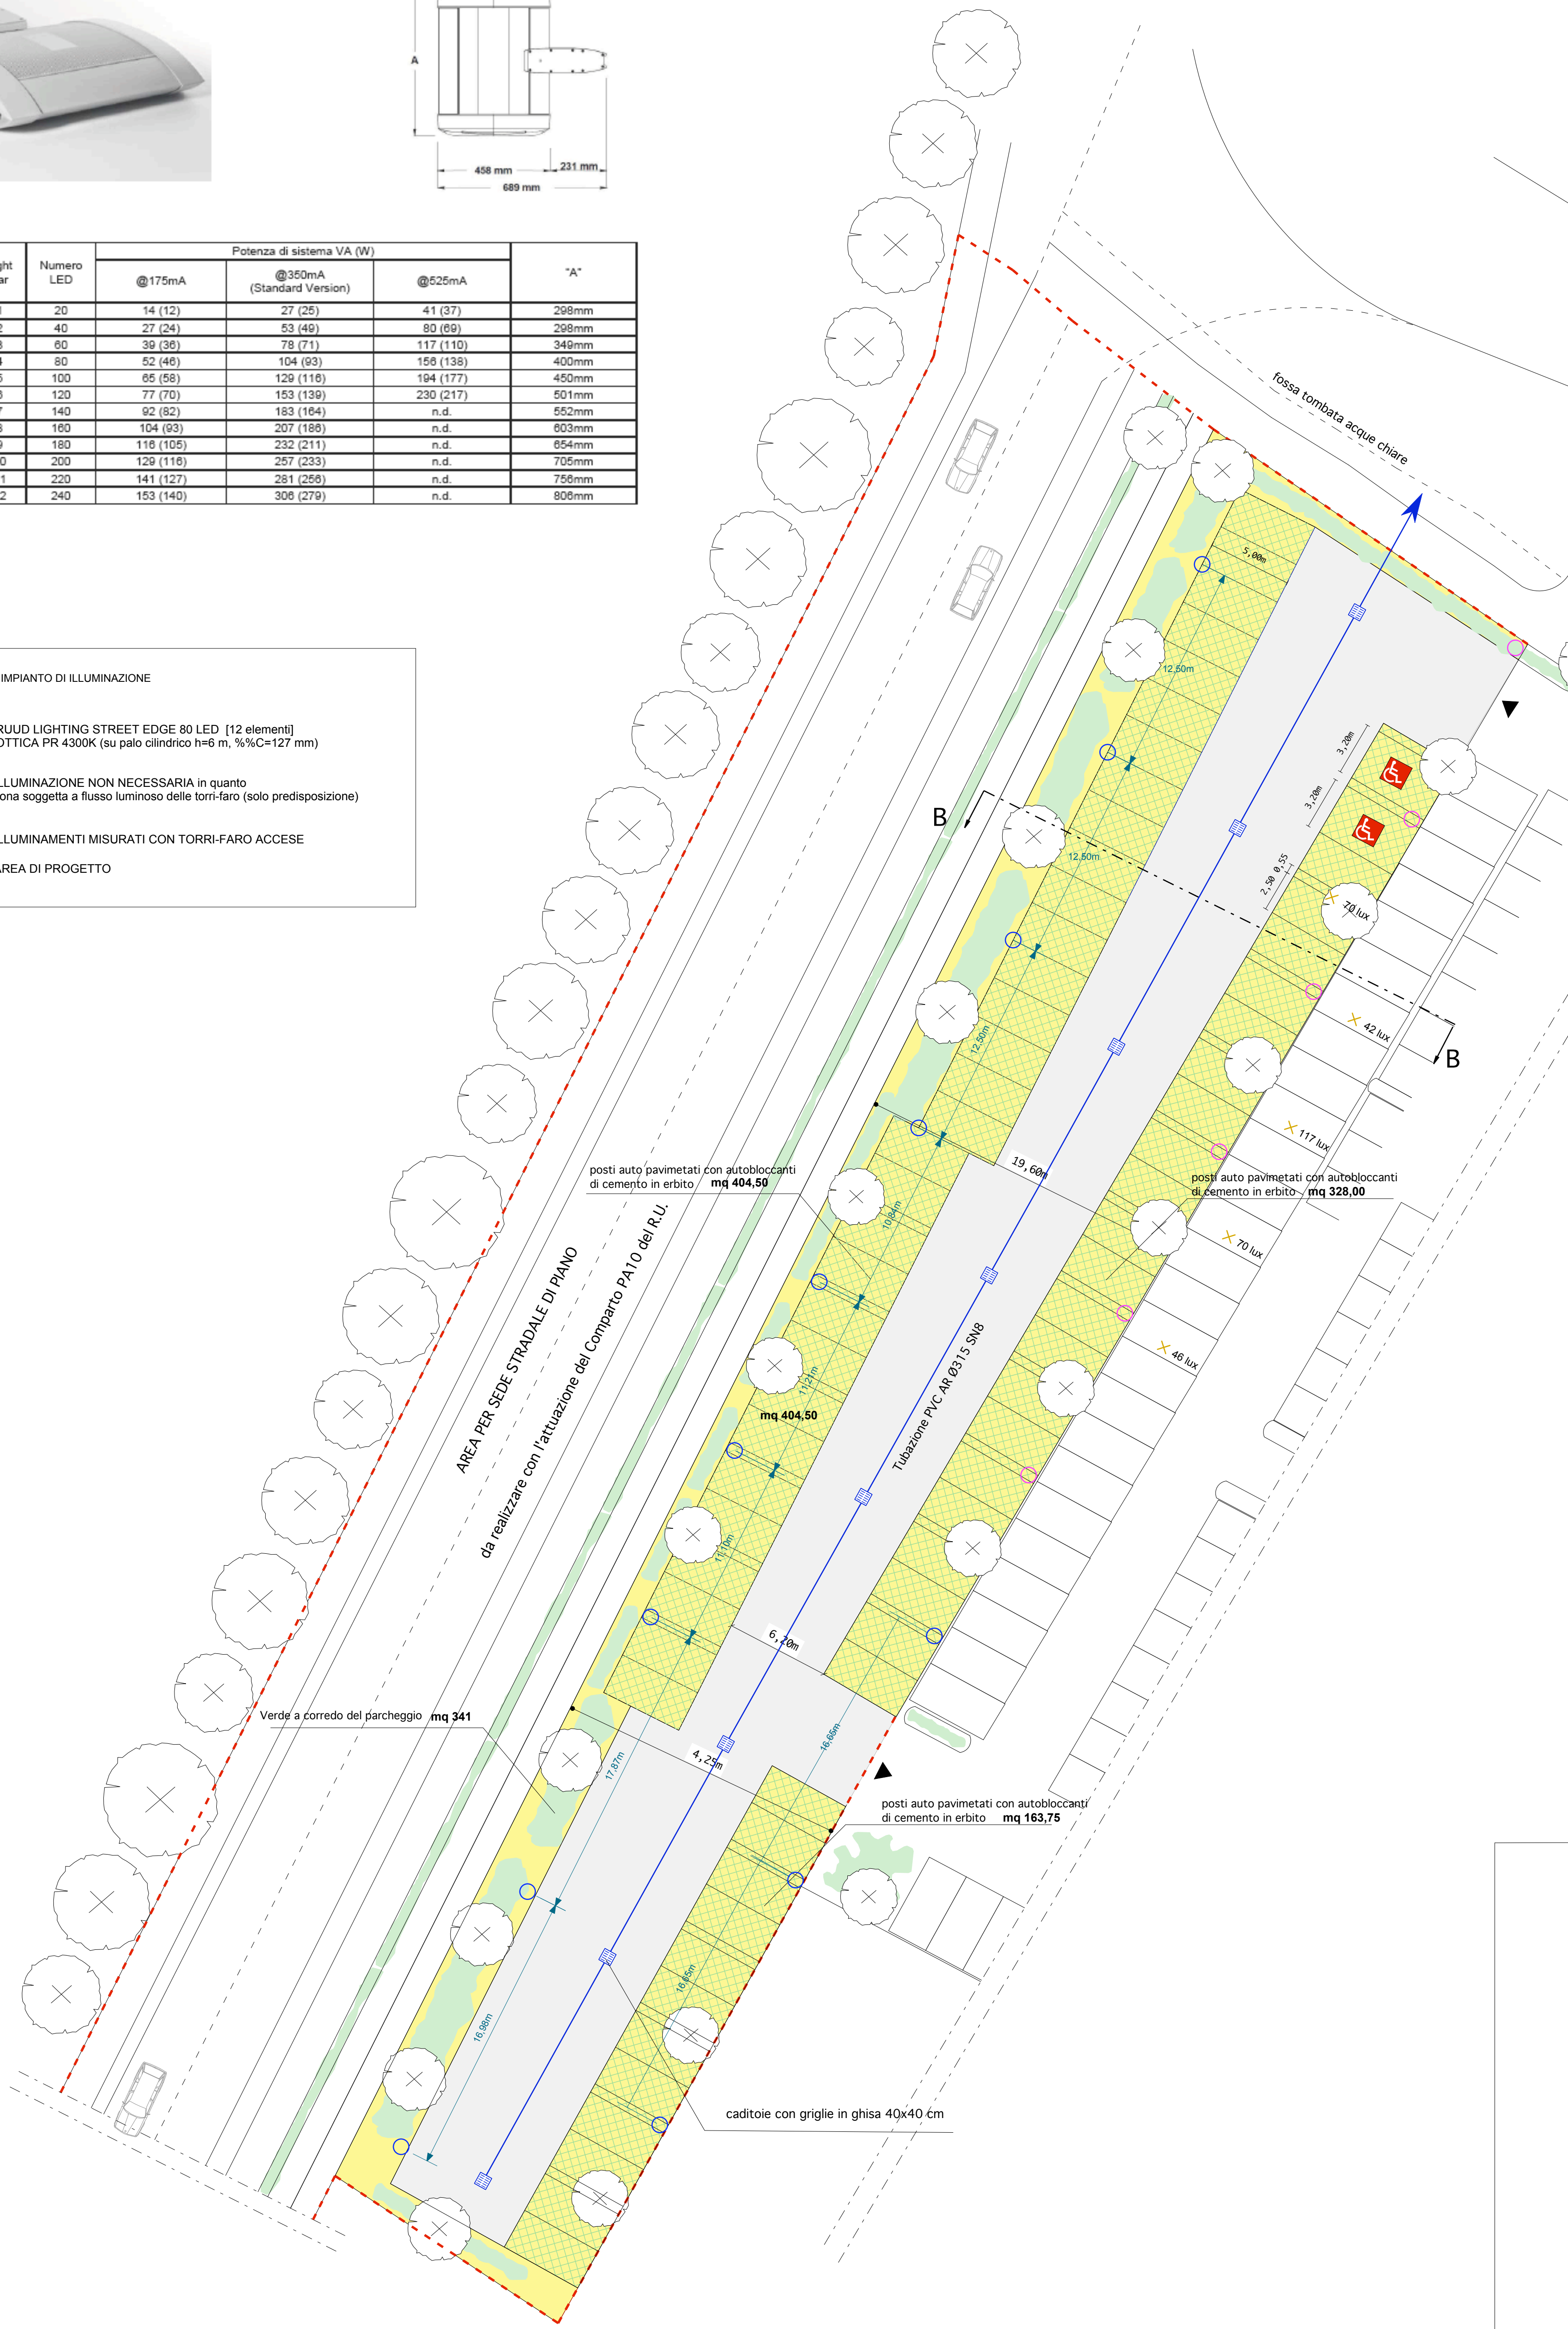 A
458 mm
231 mm
689 mm
Numero LED
Potenza di sistema VA (W)
"A"
@175mA
@350mA (Standard Version)
@525mA
20 14 (12) 27 (25) 41 (37) 298mm
40 27 (24) 53 (49) 80 (69) 298mm
60 39 (36) 78 (71) 117 (110) 349mm
80 52 (46) 104 (93) 156 (138) 400mm
100 65 (58) 129 (116) 194 (177) 450mm
120 77 (70) 153 (139) 230 (217) 501mm
140 92 (82) 183 (164) n.d. 552mm
160 104 (93) 207 (186) n.d. 603mm
180 116 (105) 232 (211) n.d. 654mm
200 129 (116) 257 (233) n.d. 705mm
220 141 (127) 281 (256) n.d. 756mm
240 153 (140) 306 (279) n.d. 806mm
IMPIANTO DI ILLUMINAZIONE
RUUD LIGHTING STREET EDGE 80 LED [12 elementi]
OTTICA PR 4300K (su palo cilindrico h=6 m, %%C=127 mm)
LLUMINAZIONE NON NECESSARIA in quanto
ona soggetta a flusso luminoso delle torri-faro (solo predisposizione)
LLUMINAMENTI MISURATI CON TORRI-FARO ACCESE
AREA DI PROGETTO
fossa tombata acque chiare
5,00m
12,50m
3,20m
3,20m
B
12,50m
2,50 0,55
70 lux
42 lux
B
12,50m
117 lux
19,60m
posti auto pavimetati con autobloccanti
di cemento in erbito mq 404,50
posti auto pavimetati con autobloccanti
di cemento in erbito mq 328,00
10,84m
70 lux
AREA PER SEDE STRADALE DI PIANO
da realizzare con l'attuazione del Comparto PA10 del R.U.
46 lux
Tubazione PVC AR Ø315 SN8
11,21m
mq 404,50
11,10m
6,20m
Verde a corredo del parcheggio mq 341
16,65m
17,87m
4,25m
posti auto pavimetati con autobloccanti
di cemento in erbito mq 163,75
16,65m
16,98m
caditoie con griglie in ghisa 40x40 cm